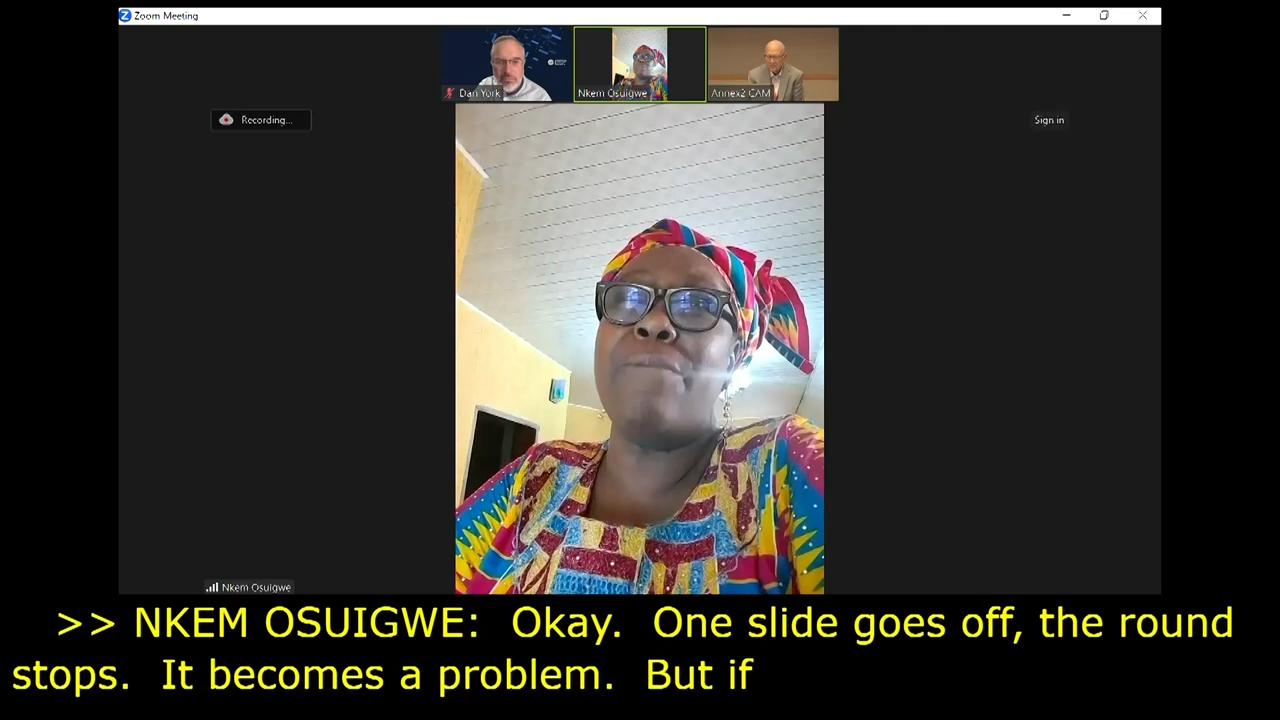 Zoom Meeting
Dan York
Nkem Osuigwe
Annex2 CAM
Recording...
Sign in
Nkem Osuigwe
>> NKEM OSUIGWE: Okay. One slide goes off, the round
stops. It becomes a problem. But if